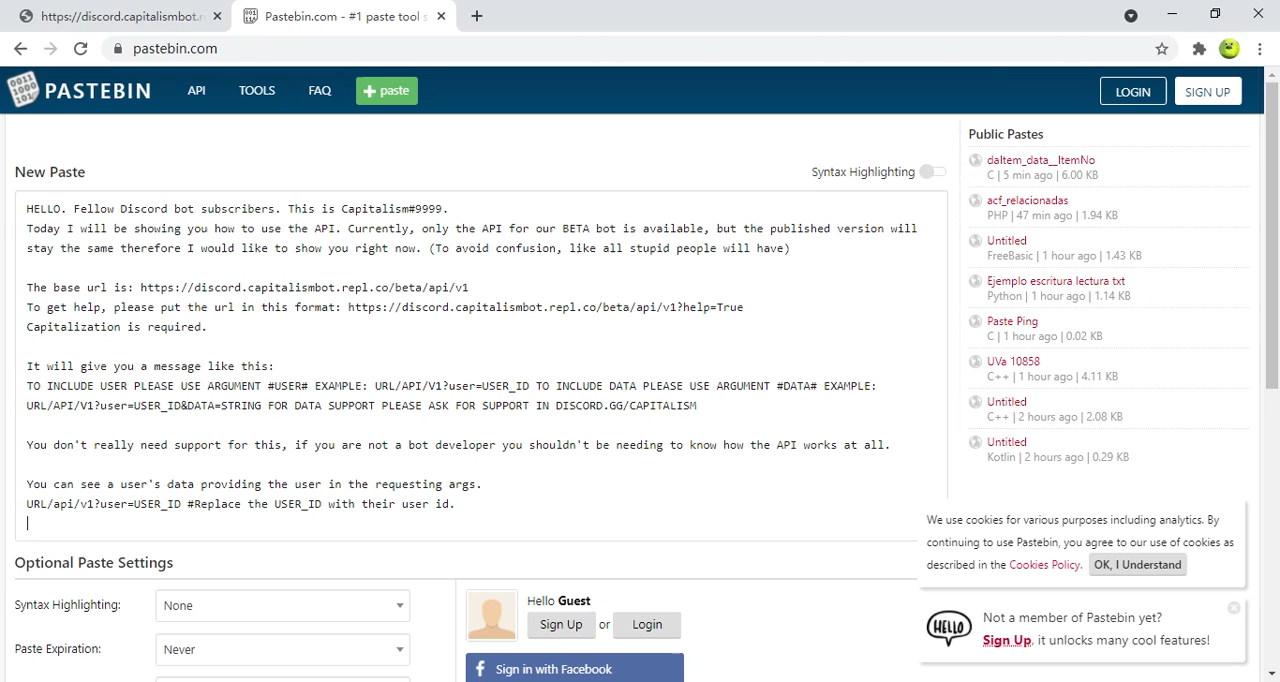 https://discord.capitalismbot.r
Pastebin.com - #1 paste tool s
pastebin.com
PASTEBIN
API
TOOLS
FAQ
+ paste
LOGIN
SIGN UP
New Paste
Syntax Highlighting
HELLO. Fellow Discord bot subscribers. This is Capitalism#9999.
Today I will be showing you how to use the API. Currently, only the API for our BETA bot is available, but the published version will
stay the same therefore I would like to show you right now. (To avoid confusion, like all stupid people will have)
The base url is: https://discord.capitalismbot.repl.co/beta/api/v1
To get help, please put the url in this format: https://discord.capitalismbot.repl.co/beta/api/v1?help=True
Capitalization is required.
It will give you a message like this:
TO INCLUDE USER PLEASE USE ARGUMENT #USER# EXAMPLE: URL/API/V1?user=USER_ID TO INCLUDE DATA PLEASE USE ARGUMENT #DATA# EXAMPLE:
URL/API/V1?user=USER_ID&DATA=STRING FOR DATA SUPPORT PLEASE ASK FOR SUPPORT IN DISCORD.GG/CAPITALISM
You don't really need support for this, if you are not a bot developer you shouldn't be needing to know how the API works at all.
You can see a user's data providing the user in the requesting args.
URL/api/v1?user=USER_ID #Replace the USER_ID with their user id.
Public Pastes
daltem_data__ItemNo
C | 5 min ago | 6.00 KB
acf_relacionadas
PHP | 47 min ago | 1.94 KB
Untitled
FreeBasic | 1 hour ago | 1.43 KB
Ejemplo escritura lectura txt
Python | 1 hour ago | 1.14 KB
Paste Ping
C | 1 hour ago | 0.02 KB
UVa 10858
C++ | 1 hour ago | 4.11 KB
Untitled
C++ | 2 hours ago | 2.08 KB
Untitled
Kotlin | 2 hours ago | 0.29 KB
We use cookies for various purposes including analytics. By
continuing to use Pastebin, you agree to our use of cookies as
described in the Cookies Policy. OK, I Understand
HELLO
Not a member of Pastebin yet?
Sign Up, it unlocks many cool features!
Optional Paste Settings
Syntax Highlighting:
None
Paste Expiration:
Never
Hello Guest
Sign Up or Login
Sign in with Facebook